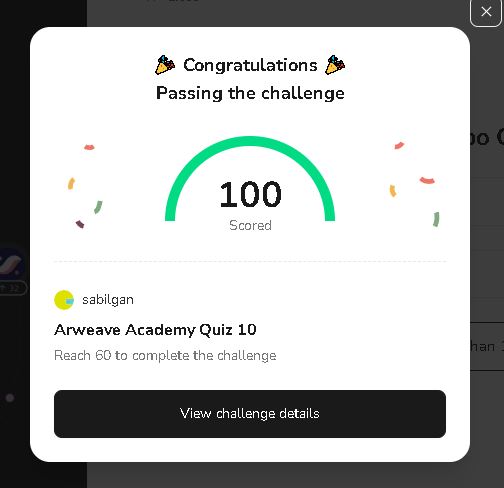 Congratulations
Passing the challenge
100
Scored
sabilgan
Arweave Academy Quiz 10
Reach 60 to complete the challenge
View challenge details
32